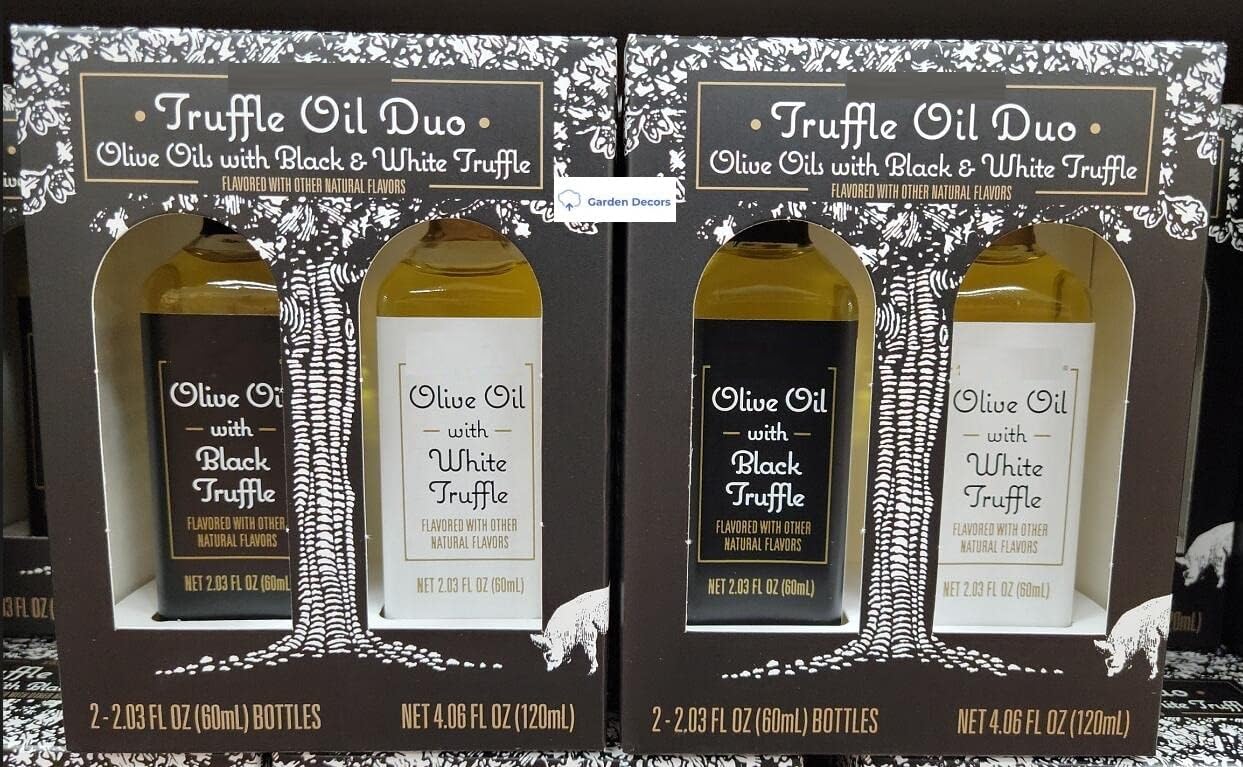 • Truffle Oil Duo •
Olive Oils with Black & White Truffle
FLAVORED WITH OTHER NATURAL FLAVORS
Olive Oi
with
Black
Truffle
FLAVORED WITH OTHER
NATURAL FLAVORS
NET 2.03 FL OZ (60mL
Olive Oil
with
White
Truffle
FLAVORED WITH OTHER
NATURAL FLAVORS
NET 2.03 FL OZ (60mL)
2-2.03 FL OZ (60mL) BOTTLES
NET 4.06 FL OZ (120mL)
Garden Decors
• Truffle Oil Duo •
Olive Oils with Black & White Truffle
FLAVORED WITH OTHER NATURAL FLAVORS
Olive Oil
with
Black
Truffle
FLAVORED WITH OTHER
NATURAL FLAVORS
NET 2.03 FL OZ (60mL)
Olive Oil
with
White
Truffle
FLAVORED WITH OTHER
NATURAL FLAVORS
NET 2.03 FL OZ (60mL)
2-2.03 FL OZ (60mL) BOTTLES
NET 4.06 FL OZ (120mL)